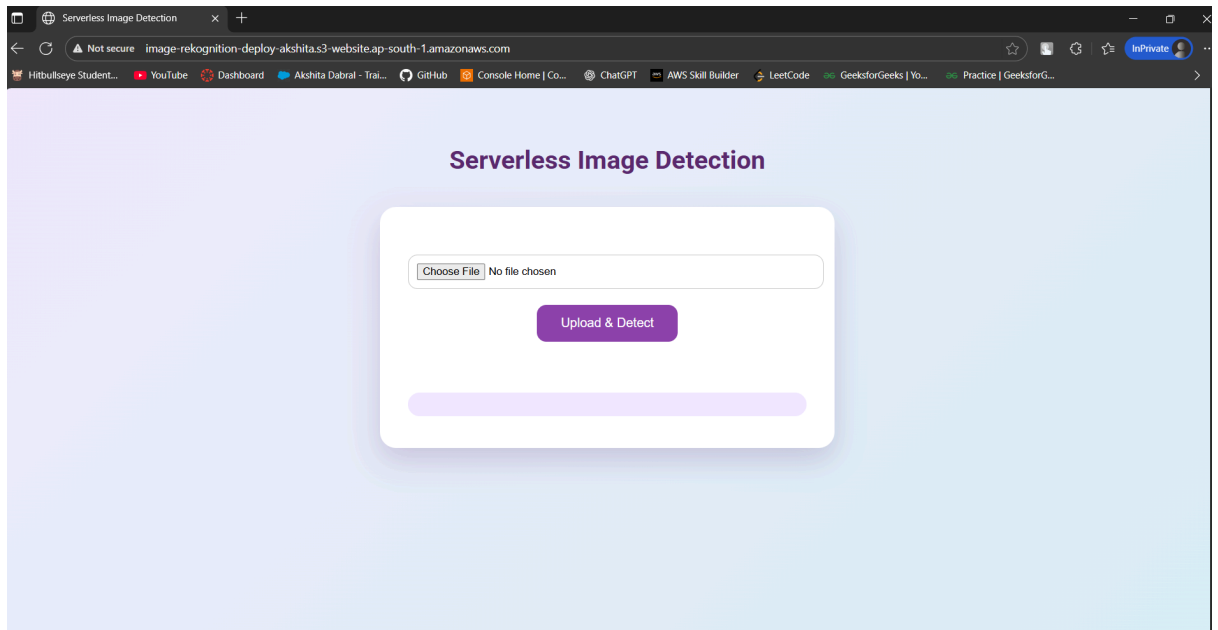 Serverless Image Detection
Not secure image-rekognition-deploy-akshita.s3-website.ap-south-1.amazonaws.com InPrivate
Hitbullseye Student... YouTube Dashboard Akshita Dabral - Trai... GitHub Console Home | Co... ChatGPT AWS Skill Builder LeetCode GeeksforGeeks | Yo... Practice | GeeksforG...
Serverless Image Detection
Choose File No file chosen
Upload & Detect